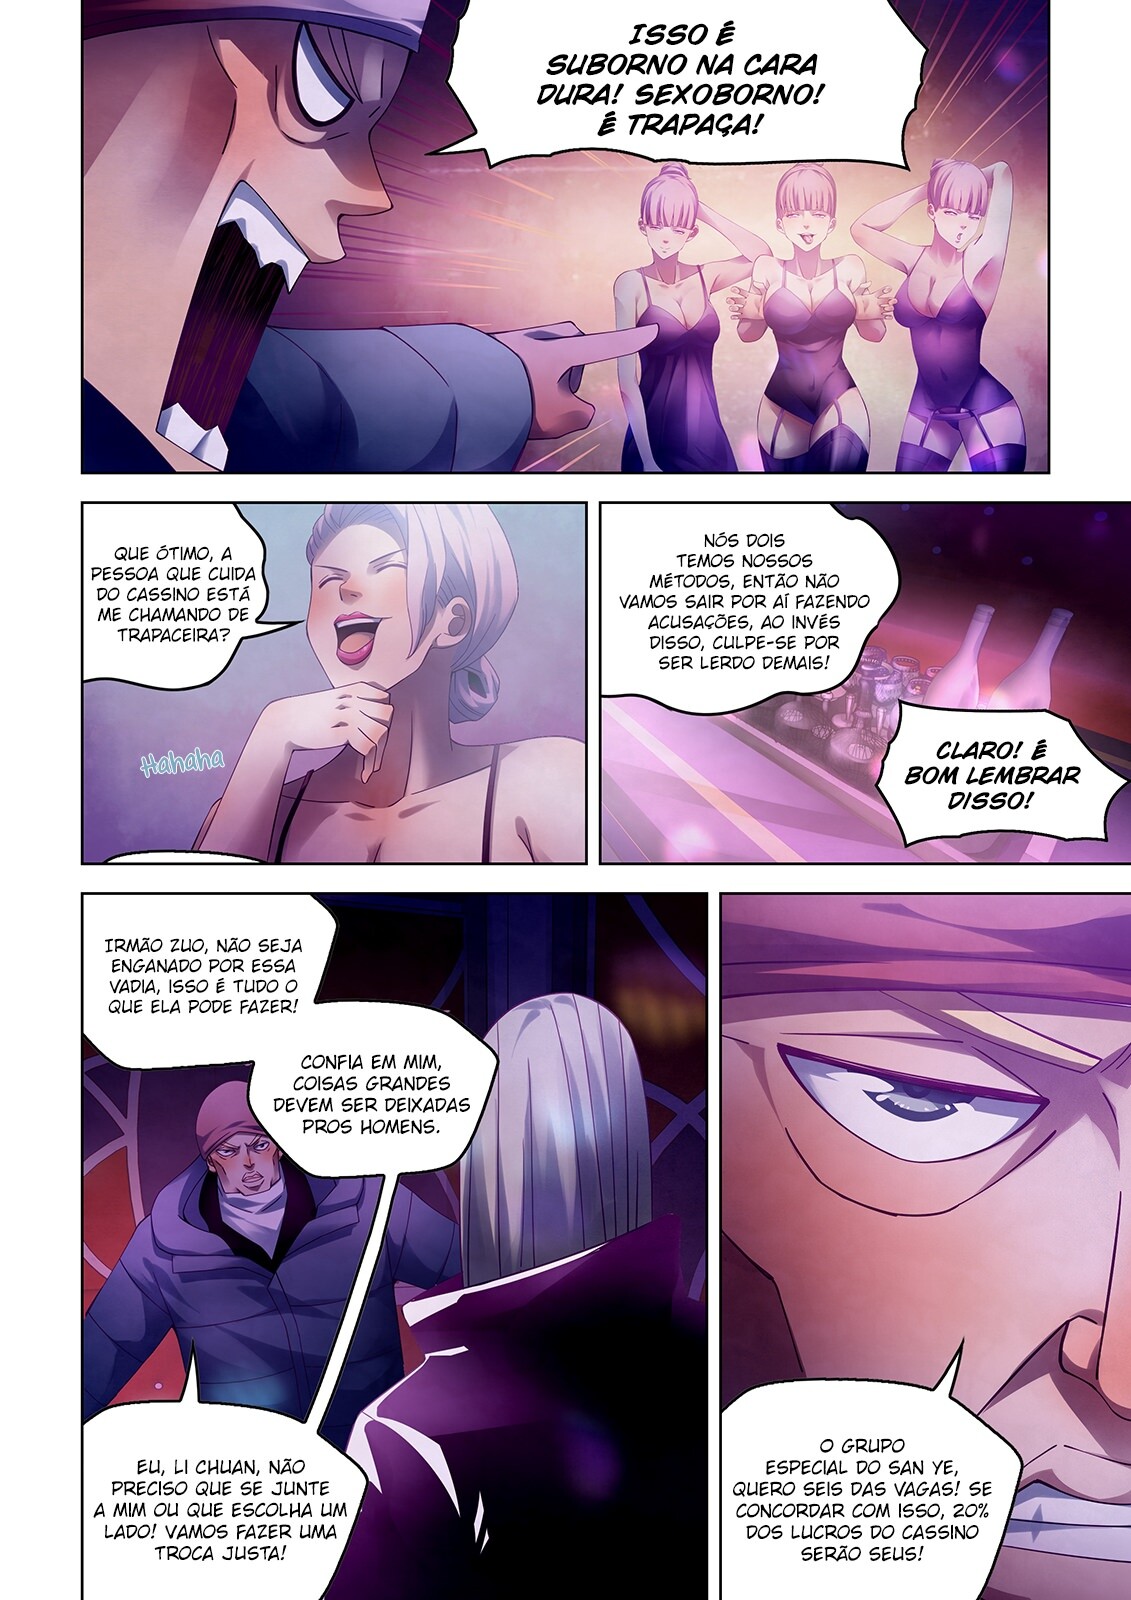 ISSO É
SUBORNO NA CARA
DURA! SEXOBORNO!
É TRAPAÇA!
QUE ÓTIMO, A
PESSOA QUE CUIDA
DO CASSINO ESTÁ
ME CHAMANDO DE
TRAPACEIRA?
Hahaha
NÓS DOIS
TEMOS NOSSOS
MÉTODOS, ENTÃO NÃO
VAMOS SAIR POR AÍ FAZENDO
ACUSAÇÕES, AO INVÉS
DISSO, CULPE-SE POR
SER LERDO DEMAIS!
CLARO! É
BOM LEMBRAR
DISSO!
IRMÃO ZUO, NÃO SEJA
ENGANADO POR ESSA
VADIA, ISSO É TUDO O
QUE ELA PODE FAZER!
CONFIA EM MIM,
COISAS GRANDES
DEVEM SER DEIXADAS
PROS HOMENS.
EU, LI CHUAN, NÃO
PRECISO QUE SE JUNTE
A MIM OU QUE ESCOLHA UM
LADO! VAMOS FAZER UMA
TROCA JUSTA!
O GRUPO
ESPECIAL DO SAN YE,
QUERO SEIS DAS VAGAS! SE
CONCORDAR COM ISSO, 20%
DOS LUCROS DO CASSINO
SERÃO SEUS!